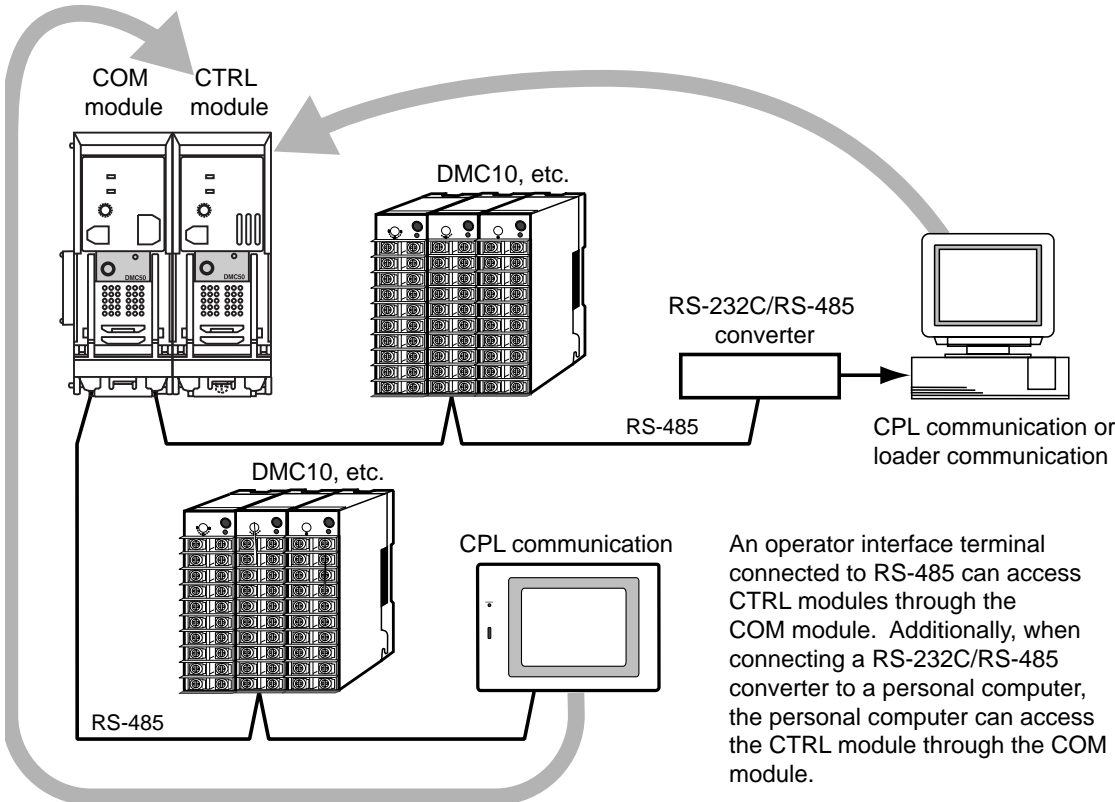 COM
module
CTRL
module
DMC10, etc.
DMC50
DMC50
RS-232C/RS-485
converter
RS-485
CPL communication or
loader communication
DMC10, etc.
CPL communication
RS-485
An operator interface terminal
connected to RS-485 can access
CTRL modules through the
COM module.  Additionally, when
connecting a RS-232C/RS-485
converter to a personal computer,
the personal computer can access
the CTRL module through the COM
module.